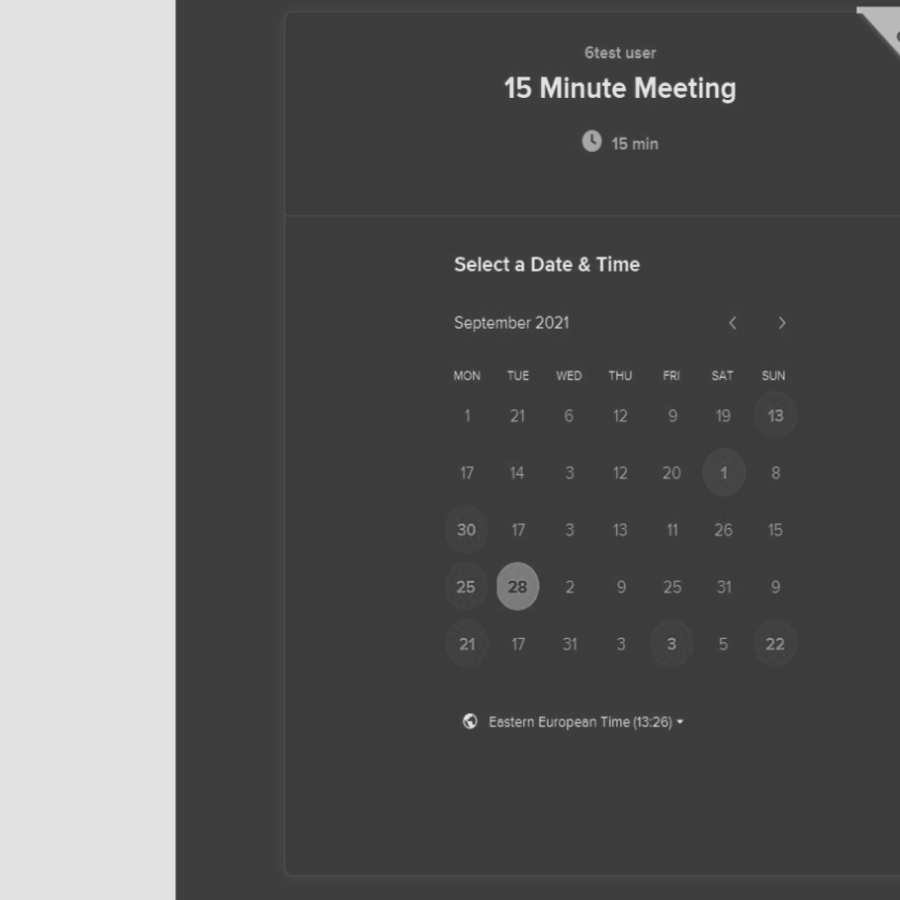 6test user
15 Minute Meeting
15 min
Select a Date & Time
September 2021
MON TUE WED THU FRI SAT SUN
1 21 6 12 9 19 13
17 14 3 12 20 1 8
30 17 3 13 11 26 15
25 28 2 9 25 31 9
21 17 31 3 3 5 22
Eastern European Time (13:26)